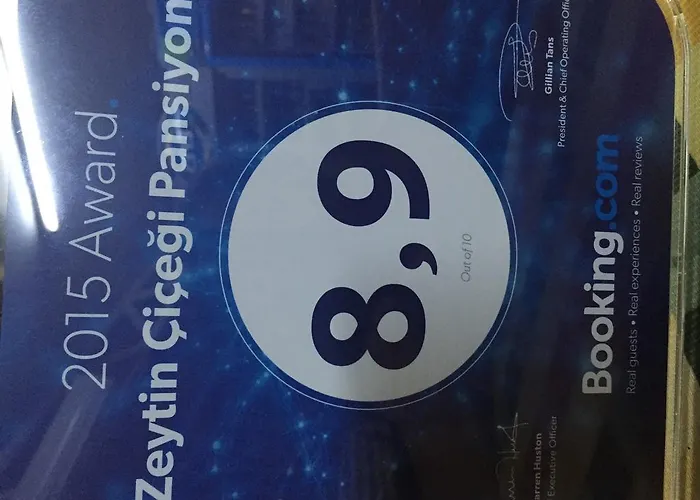 2015 Award.
Zeytin Çiçeği Pansiyon
8,9
Out of 10
Huston
Executive Officer
Gillian Tans
President & Chief Operating
Booking.com
Real guests • Real experiences • Real reviews